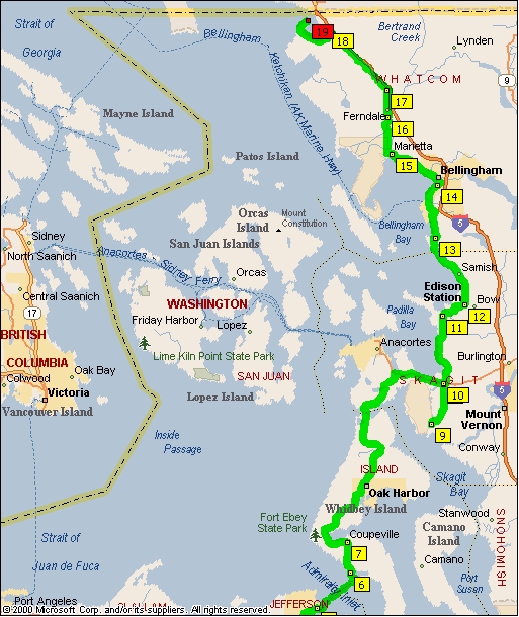 Strait of
Georgia
Bellingham
Ketchiken (AK Marine Hwy)
19
18
Bertrand
Creek
Lynden
WHATCOM
9
17
Ferndale
16
Marietta
15
Mayne Island
Patos Island
Bellingham
14
Orcas
Island
Mount
Constitution
5
Bellingham
Bay
San Juan Islands
13
Sidney
Anacortes Sidney Ferry
North Saanich
Orcas
Samish
Central Saanich
WASHINGTON
Edison
Station
Bow
12
17
Friday Harbor
Lopez
Padilla
Bay
11
BRITISH
COLUMBIA
Lime Kiln Point State Park
Anacortes
Burlington
Oak Bay
Colwood
SAN JUAN
SKAGIT
10
5
Victoria
Vancouver Island
Lopez Island
Mount
Vernon
9
Inside
Passage
Conway
ISLAND
Skagit
Bay
Oak Harbor
Whidbey Island
Stanwood
Fort Ebey
State Park
Coupeville
Camano
Island
SNOHOMISH
Strait of
Juan de Fuca
7
Camano
Admiralty Inlet
6
Port
Susan
Port Angeles
CLALLAM
JEFFERSON
© 2000 Microsoft Corp. and/or its suppliers. All rights reserved.